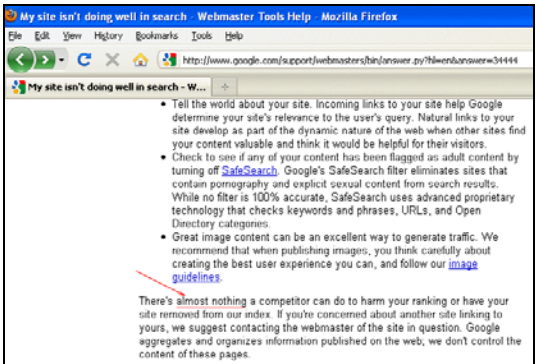 My site isn't doing well in search - Webmaster Tools Help - Mozilla Firefox
File Edit View History Bookmarks Tools Help
http://www.google.com/support/webmasters/bin/answer.py?hl=en&answer=34444
My site isn't doing well in search - W...
• Tell the world about your site. Incoming links to your site help Google
determine your site's relevance to the user's query. Natural links to your
site develop as part of the dynamic nature of the web when other sites find
your content valuable and think it would be helpful for their visitors.
• Check to see if any of your content has been flagged as adult content by
turning off SafeSearch. Google's SafeSearch filter eliminates sites that
contain pornography and explicit sexual content from search results.
While no filter is 100% accurate, SafeSearch uses advanced proprietary
technology that checks keywords and phrases, URLs, and Open
Directory categories.
• Great image content can be an excellent way to generate traffic. We
recommend that when publishing images, you think carefully about
creating the best user experience you can, and follow our image
guidelines.
There's almost nothing a competitor can do to harm your ranking or have your
site removed from our index. If you're concerned about another site linking to
yours, we suggest contacting the webmaster of the site in question. Google
aggregates and organizes information published on the web; we don't control the
content of these pages.